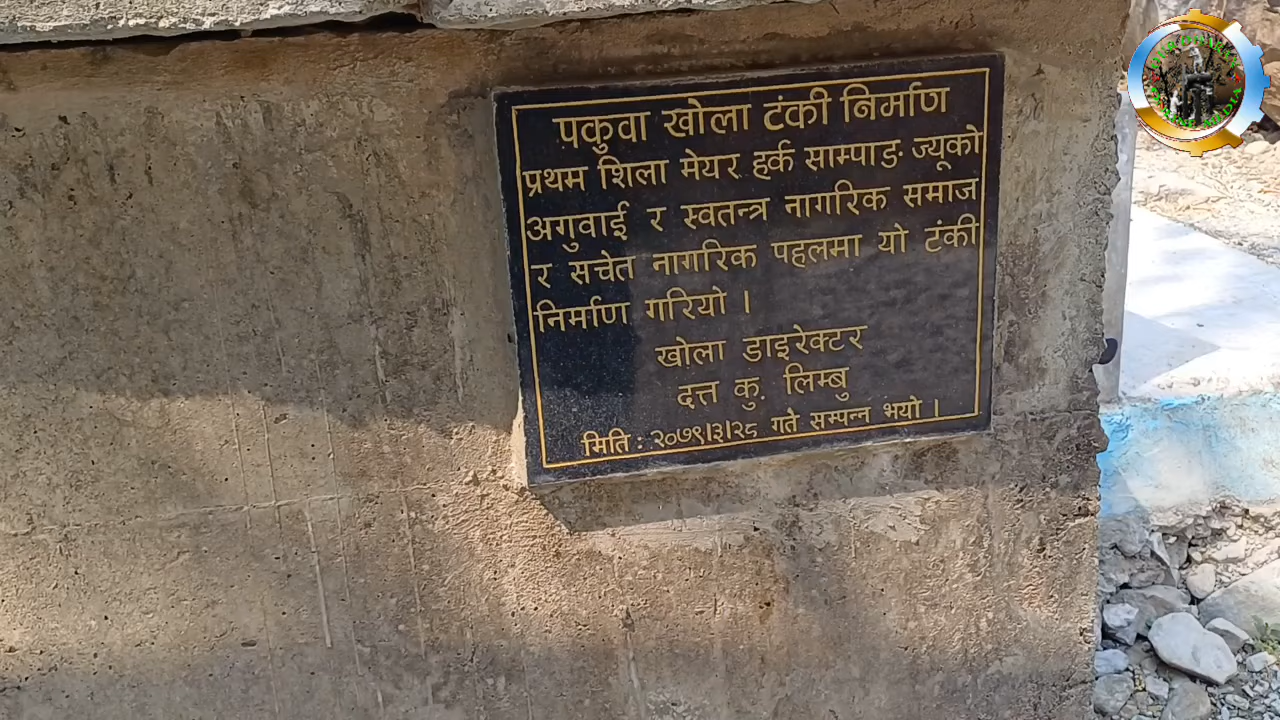 पकुवा खोला टंकी निर्माण
प्रथम शिला मेयर हर्क साम्पाङ ज्यूको
अगुवाई र स्वतन्त्र नागरिक समाज
र सचेत नागरिक पहलमा यो टंकी
निर्माण गरियो ।
खोला डाइरेक्टर
दत्त कु. लिम्बु
मिति : २०७९।३।२८ गते सम्पन्न भयो ।